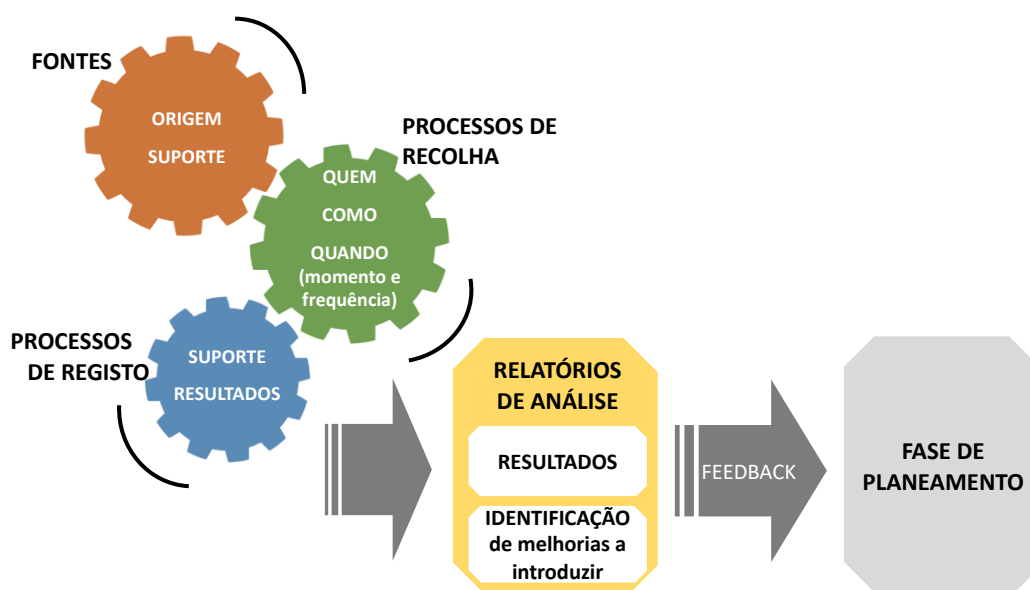 FONTES
ORIGEM
SUPORTE
PROCESSOS DE
RECOLHA
QUEM
COMO
QUANDO
(momento e
frequência)
PROCESSOS
DE REGISTO
SUPORTE
RESULTADOS
RELATÓRIOS
DE ANÁLISE
RESULTADOS
IDENTIFICAÇÃO
de melhorias a
introduzir
FEEDBACK
FASE DE
PLANEAMENTO